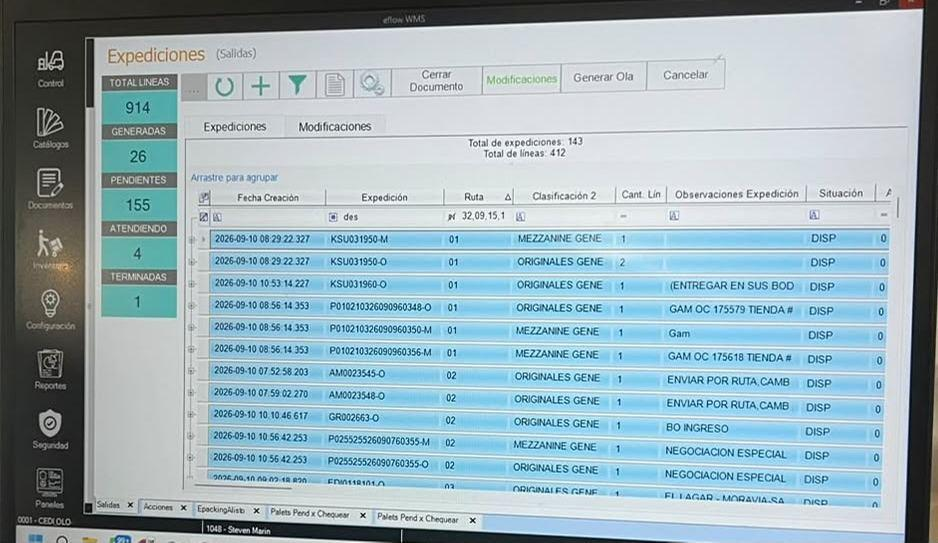 eflow WMS
Expediciones (Salidas)
Control
Catálogos
Documentos
Inventario
Configuración
Reportes
Seguridad
Paneles
TOTAL LINEAS
914
GENERADAS
26
PENDIENTES
155
ATENDIENDO
4
TERMINADAS
1
... Cerrar Documento Modificaciones Generar Ola Cancelar
Expediciones Modificaciones
Total de expediciones: 143
Total de líneas: 412
Arrastre para agrupar
Fecha Creación Expedición Ruta Clasificación 2 Cant. Lín Observaciones Expedición Situación
des 32,09,15,1
2026-09-10 08:29:22.327 KSU031950-M 01 MEZZANINE GENE 1 DISP 0
2026-09-10 08:29:22.327 KSU031950-O 01 ORIGINALES GENE 2 DISP 0
2026-09-10 10:53:14.227 KSU031960-O 01 ORIGINALES GENE 1 (ENTREGAR EN SUS BOD DISP 0
2026-09-10 08:56:14.353 P010210326090960348-O 01 ORIGINALES GENE 1 GAM OC 175579 TIENDA # DISP 0
2026-09-10 08:56:14.353 P010210326090960350-M 01 MEZZANINE GENE 1 Gam DISP 0
2026-09-10 08:56:14.353 P010210326090960356-M 01 MEZZANINE GENE 1 GAM OC 175618 TIENDA # DISP 0
2026-09-10 07:52:58.203 AM0023545-O 02 ORIGINALES GENE 1 ENVIAR POR RUTA,CAMB DISP 0
2026-09-10 07:59:02.270 AM0023548-O 02 ORIGINALES GENE 1 ENVIAR POR RUTA,CAMB DISP 0
2026-09-10 10:10:46.617 GR002663-O 02 ORIGINALES GENE 1 BO INGRESO DISP 0
2026-09-10 10:56:42.253 P025525526090760355-M 02 MEZZANINE GENE 1 NEGOCIACION ESPECIAL DISP 0
2026-09-10 10:56:42.253 P025525526090760355-O 02 ORIGINALES GENE 1 NEGOCIACION ESPECIAL DISP 0
2026-09-10 09:02:18.820 EDI0118101-O 03 ORIGINALES GENE 1 EL LAGAR - MORAVIA-SA DISP 0
Salidas Acciones EpackingAlisto Palets Pend x Chequear Palets Pend x Chequear
0001 - CEDI OLO 1048 - Steven Marin
99+